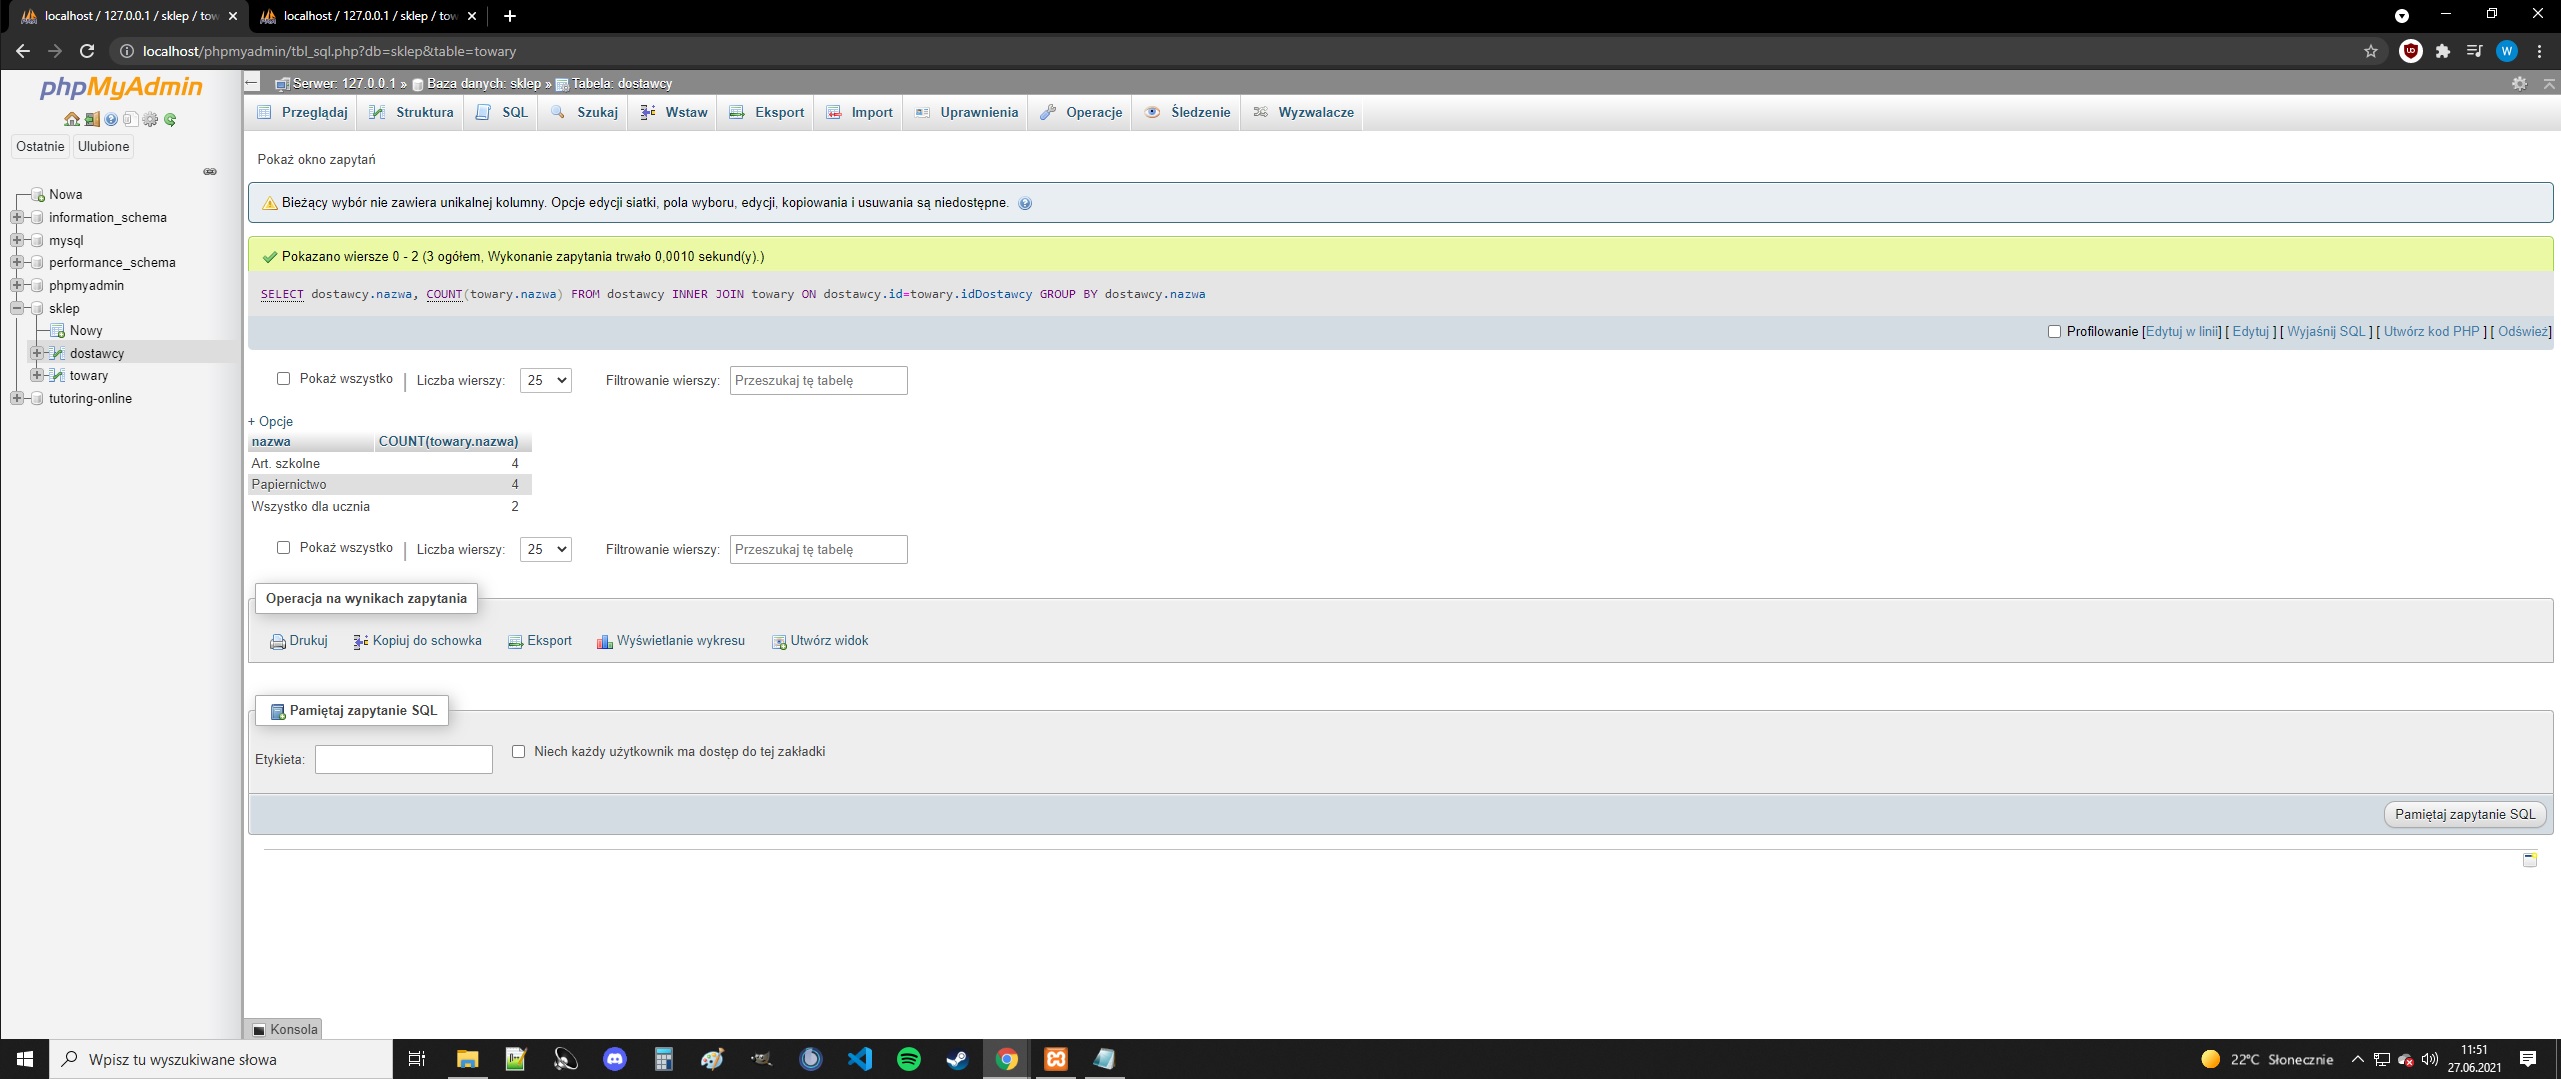 localhost / 127.0.0.1 / sklep / tow
localhost / 127.0.0.1 / sklep / tow
localhost/phpmyadmin/tbl_sql.php?db=sklep&table=towary
W
phpMyAdmin
Ostatnie Ulubione
Nowa
information_schema
mysql
performance_schema
phpmyadmin
sklep
Nowy
dostawcy
towary
tutoring-online
Serwer: 127.0.0.1 » Baza danych: sklep » Tabela: dostawcy
Przeglądaj Struktura SQL Szukaj Wstaw Eksport Import Uprawnienia Operacje Śledzenie Wyzwalacze
Pokaż okno zapytań
Bieżący wybór nie zawiera unikalnej kolumny. Opcje edycji siatki, pola wyboru, edycji, kopiowania i usuwania są niedostępne.
Pokazano wiersze 0 - 2 (3 ogółem, Wykonanie zapytania trwało 0,0010 sekund(y).)
SELECT dostawcy.nazwa, COUNT(towary.nazwa) FROM dostawcy INNER JOIN towary ON dostawcy.id=towary.idDostawcy GROUP BY dostawcy.nazwa
Profilowanie [Edytuj w linii] [ Edytuj ] [ Wyjaśnij SQL ] [ Utwórz kod PHP ] [ Odśwież]
Pokaż wszystko | Liczba wierszy: 25 Filtrowanie wierszy: Przeszukaj tę tabelę
+ Opcje
nazwa COUNT(towary.nazwa)
Art. szkolne 4
Papiernictwo 4
Wszystko dla ucznia 2
Pokaż wszystko | Liczba wierszy: 25 Filtrowanie wierszy: Przeszukaj tę tabelę
Operacja na wynikach zapytania
Drukuj Kopiuj do schowka Eksport Wyświetlanie wykresu Utwórz widok
Pamiętaj zapytanie SQL
Etykieta: Niech każdy użytkownik ma dostęp do tej zakładki
Pamiętaj zapytanie SQL
Konsola
Wpisz tu wyszukiwane słowa
22°C Słonecznie
11:51
27.06.2021